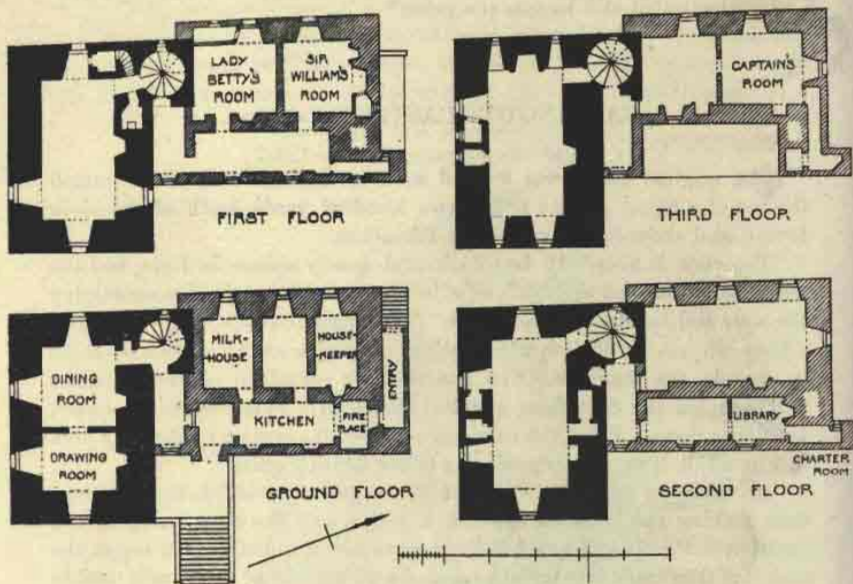 LADY
BETTY'S
ROOM
SIR
WILLIAM'S
ROOM
FIRST FLOOR
CAPTAIN'S
ROOM
THIRD FLOOR
DINING
ROOM
DRAWING
ROOM
MILK-
HOUSE
HOUSE-
KEEPER
KITCHEN
FIRE
PLACE
ENTRY
GROUND FLOOR
LIBRARY
CHARTER
ROOM
SECOND FLOOR